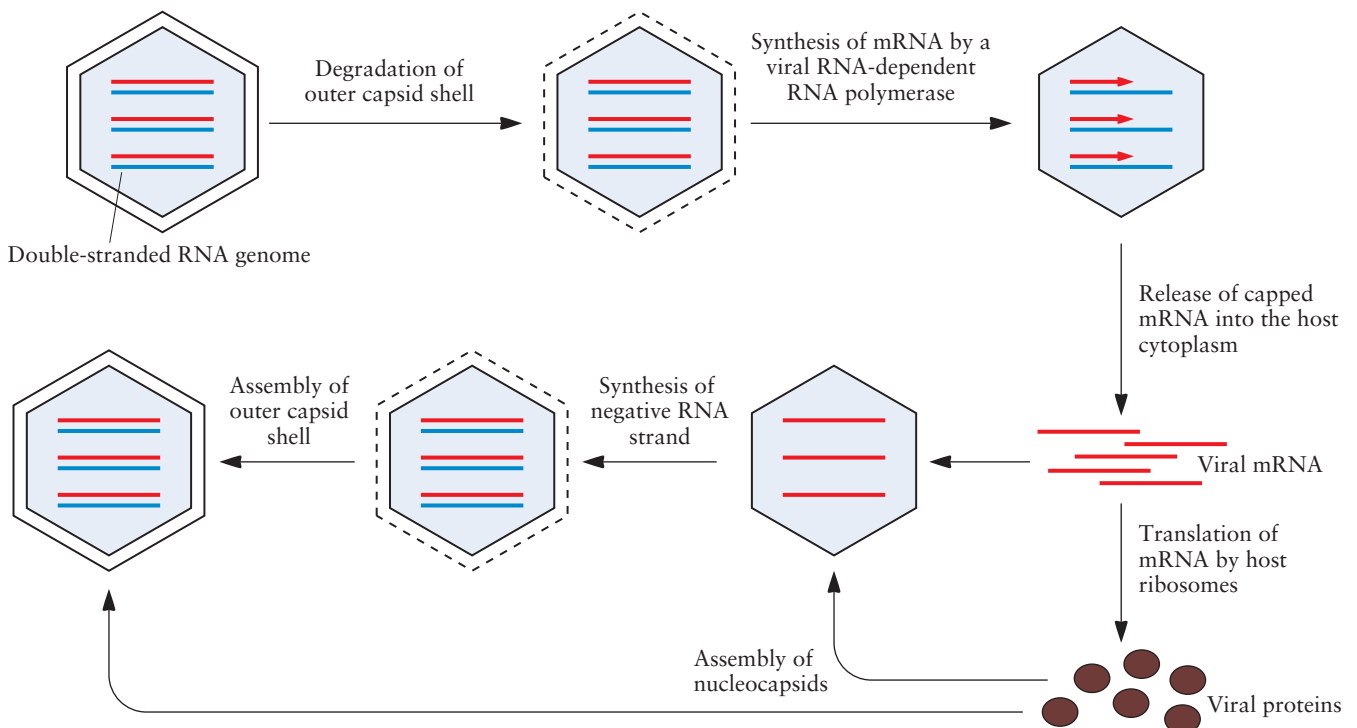 Degradation of
outer capsid shell
Synthesis of mRNA by a
viral RNA-dependent
RNA polymerase
Double-stranded RNA genome
Release of capped
mRNA into the host
cytoplasm
Assembly of
outer capsid
shell
Synthesis of
negative RNA
strand
Viral mRNA
Translation of
mRNA by host
ribosomes
Assembly of
nucleocapsids
Viral proteins